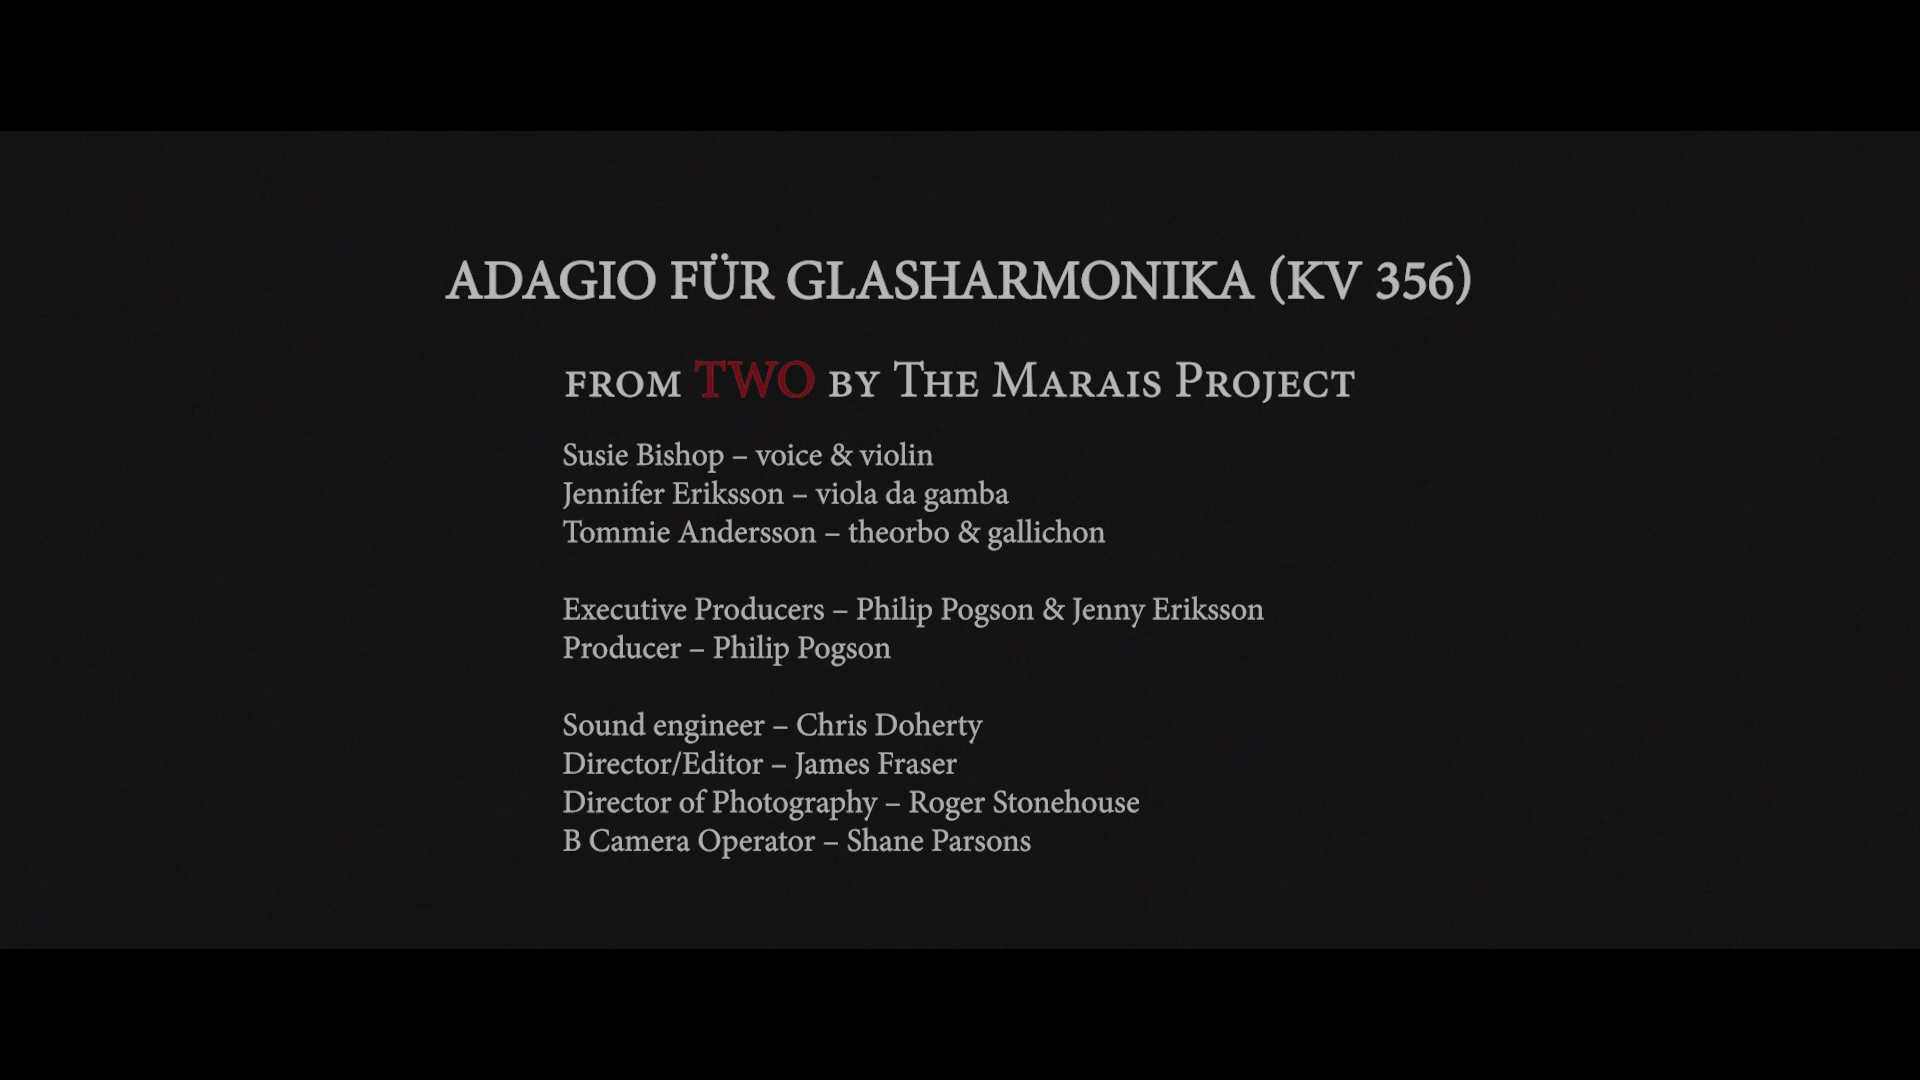 ADAGIO FÜR GLASHARMONIKA (KV 356)
FROM TWO BY THE MARAIS PROJECT
Susie Bishop – voice & violin
Jennifer Eriksson – viola da gamba
Tommie Andersson – theorbo & gallichon
Executive Producers – Philip Pogson & Jenny Eriksson
Producer – Philip Pogson
Sound engineer – Chris Doherty
Director/Editor – James Fraser
Director of Photography – Roger Stonehouse
B Camera Operator – Shane Parsons